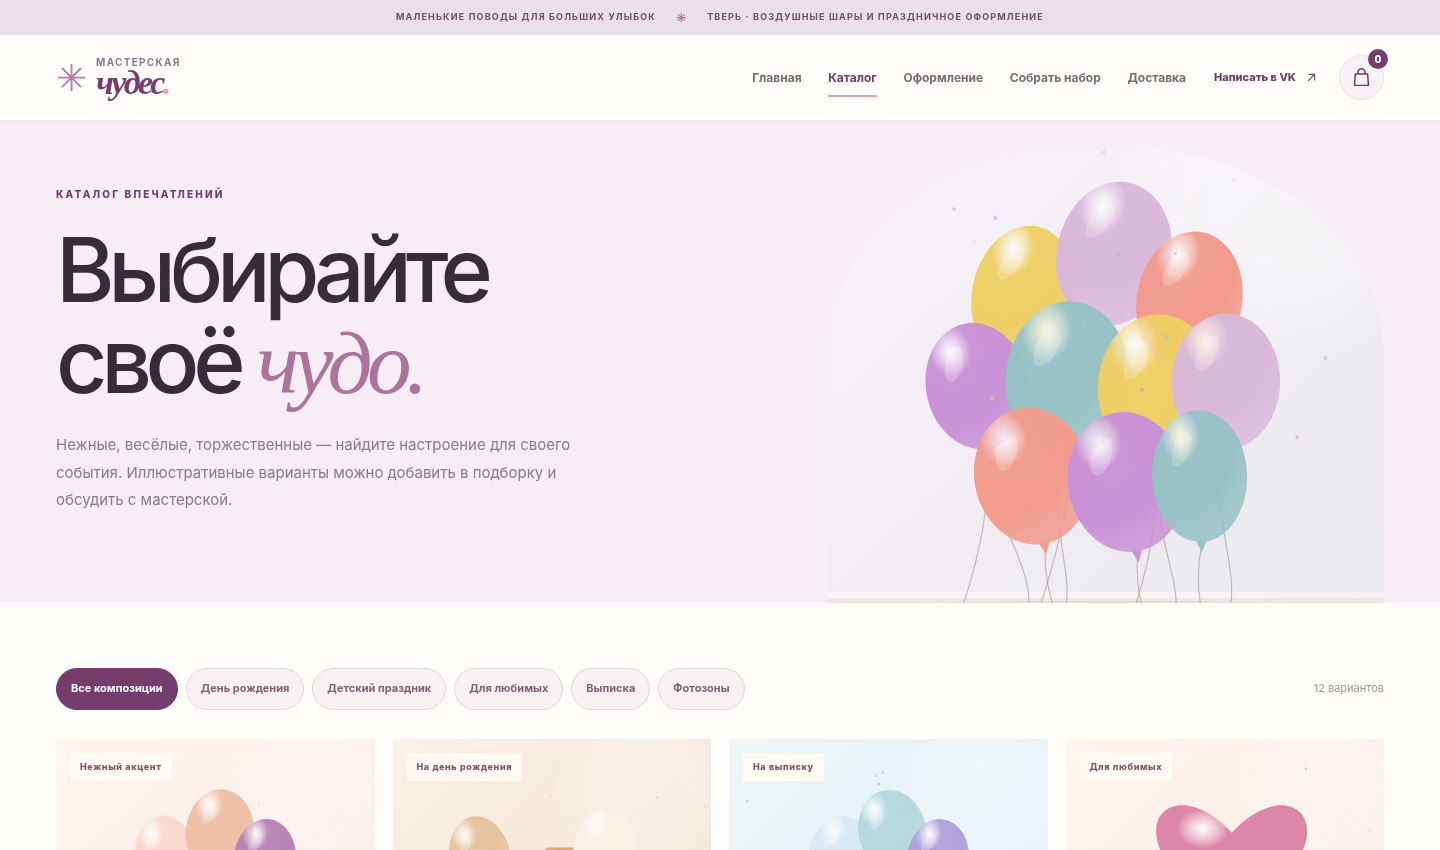 МАЛЕНЬКИЕ ПОВОДЫ ДЛЯ БОЛЬШИХ УЛЫБОК
ТВЕРЬ · ВОЗДУШНЫЕ ШАРЫ И ПРАЗДНИЧНОЕ ОФОРМЛЕНИЕ
МАСТЕРСКАЯ
чудес.
Главная
Каталог
Оформление
Собрать набор
Доставка
Написать в VK
0
КАТАЛОГ ВПЕЧАТЛЕНИЙ
Выбирайте
своё чудо.
Нежные, весёлые, торжественные — найдите настроение для своего
события. Иллюстративные варианты можно добавить в подборку и
обсудить с мастерской.
Все композиции
День рождения
Детский праздник
Для любимых
Выписка
Фотозоны
12 вариантов
Нежный акцент
На день рождения
На выписку
Для любимых